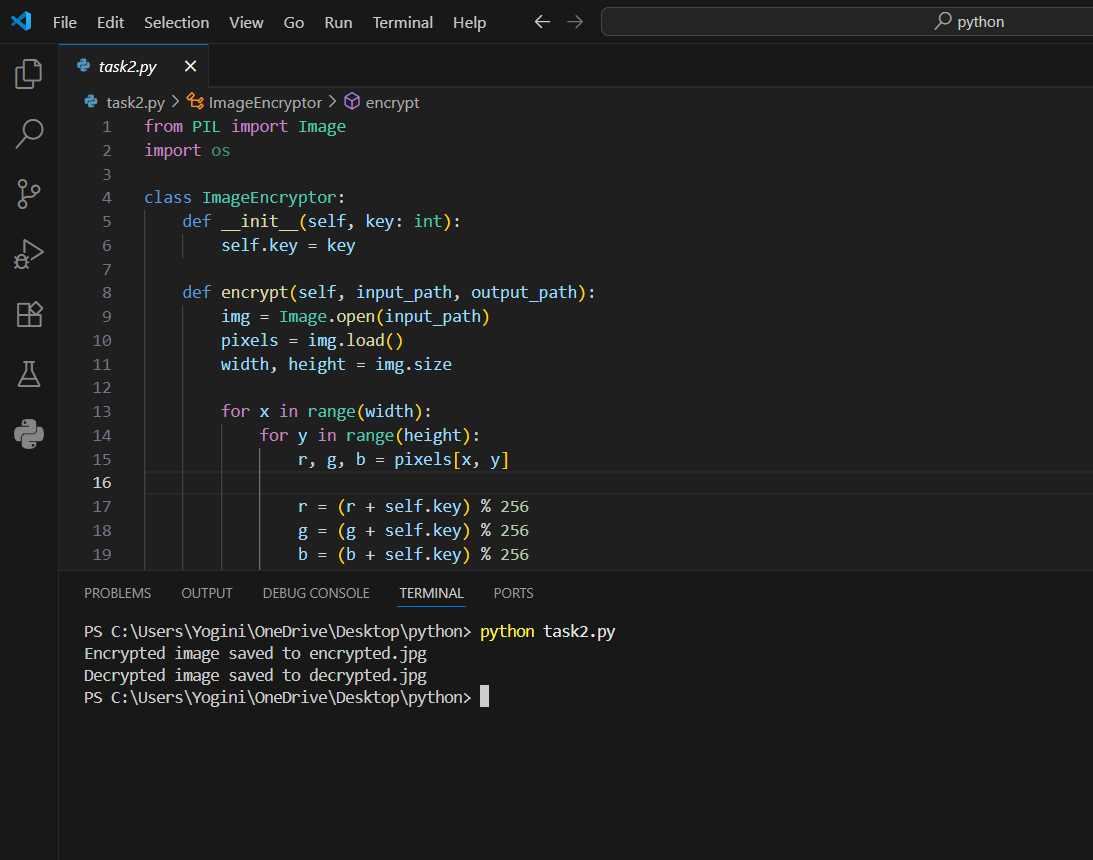 File Edit Selection View Go Run Terminal Help python
task2.py
task2.py ImageEncryptor encrypt
1 from PIL import Image
2 import os
3
4 class ImageEncryptor:
5     def __init__(self, key: int):
6         self.key = key
7
8     def encrypt(self, input_path, output_path):
9         img = Image.open(input_path)
10         pixels = img.load()
11         width, height = img.size
12
13         for x in range(width):
14             for y in range(height):
15                 r, g, b = pixels[x, y]
16
17                 r = (r + self.key) % 256
18                 g = (g + self.key) % 256
19                 b = (b + self.key) % 256
PROBLEMS OUTPUT DEBUG CONSOLE TERMINAL PORTS
PS C:\Users\Yogini\OneDrive\Desktop\python> python task2.py
Encrypted image saved to encrypted.jpg
Decrypted image saved to decrypted.jpg
PS C:\Users\Yogini\OneDrive\Desktop\python>